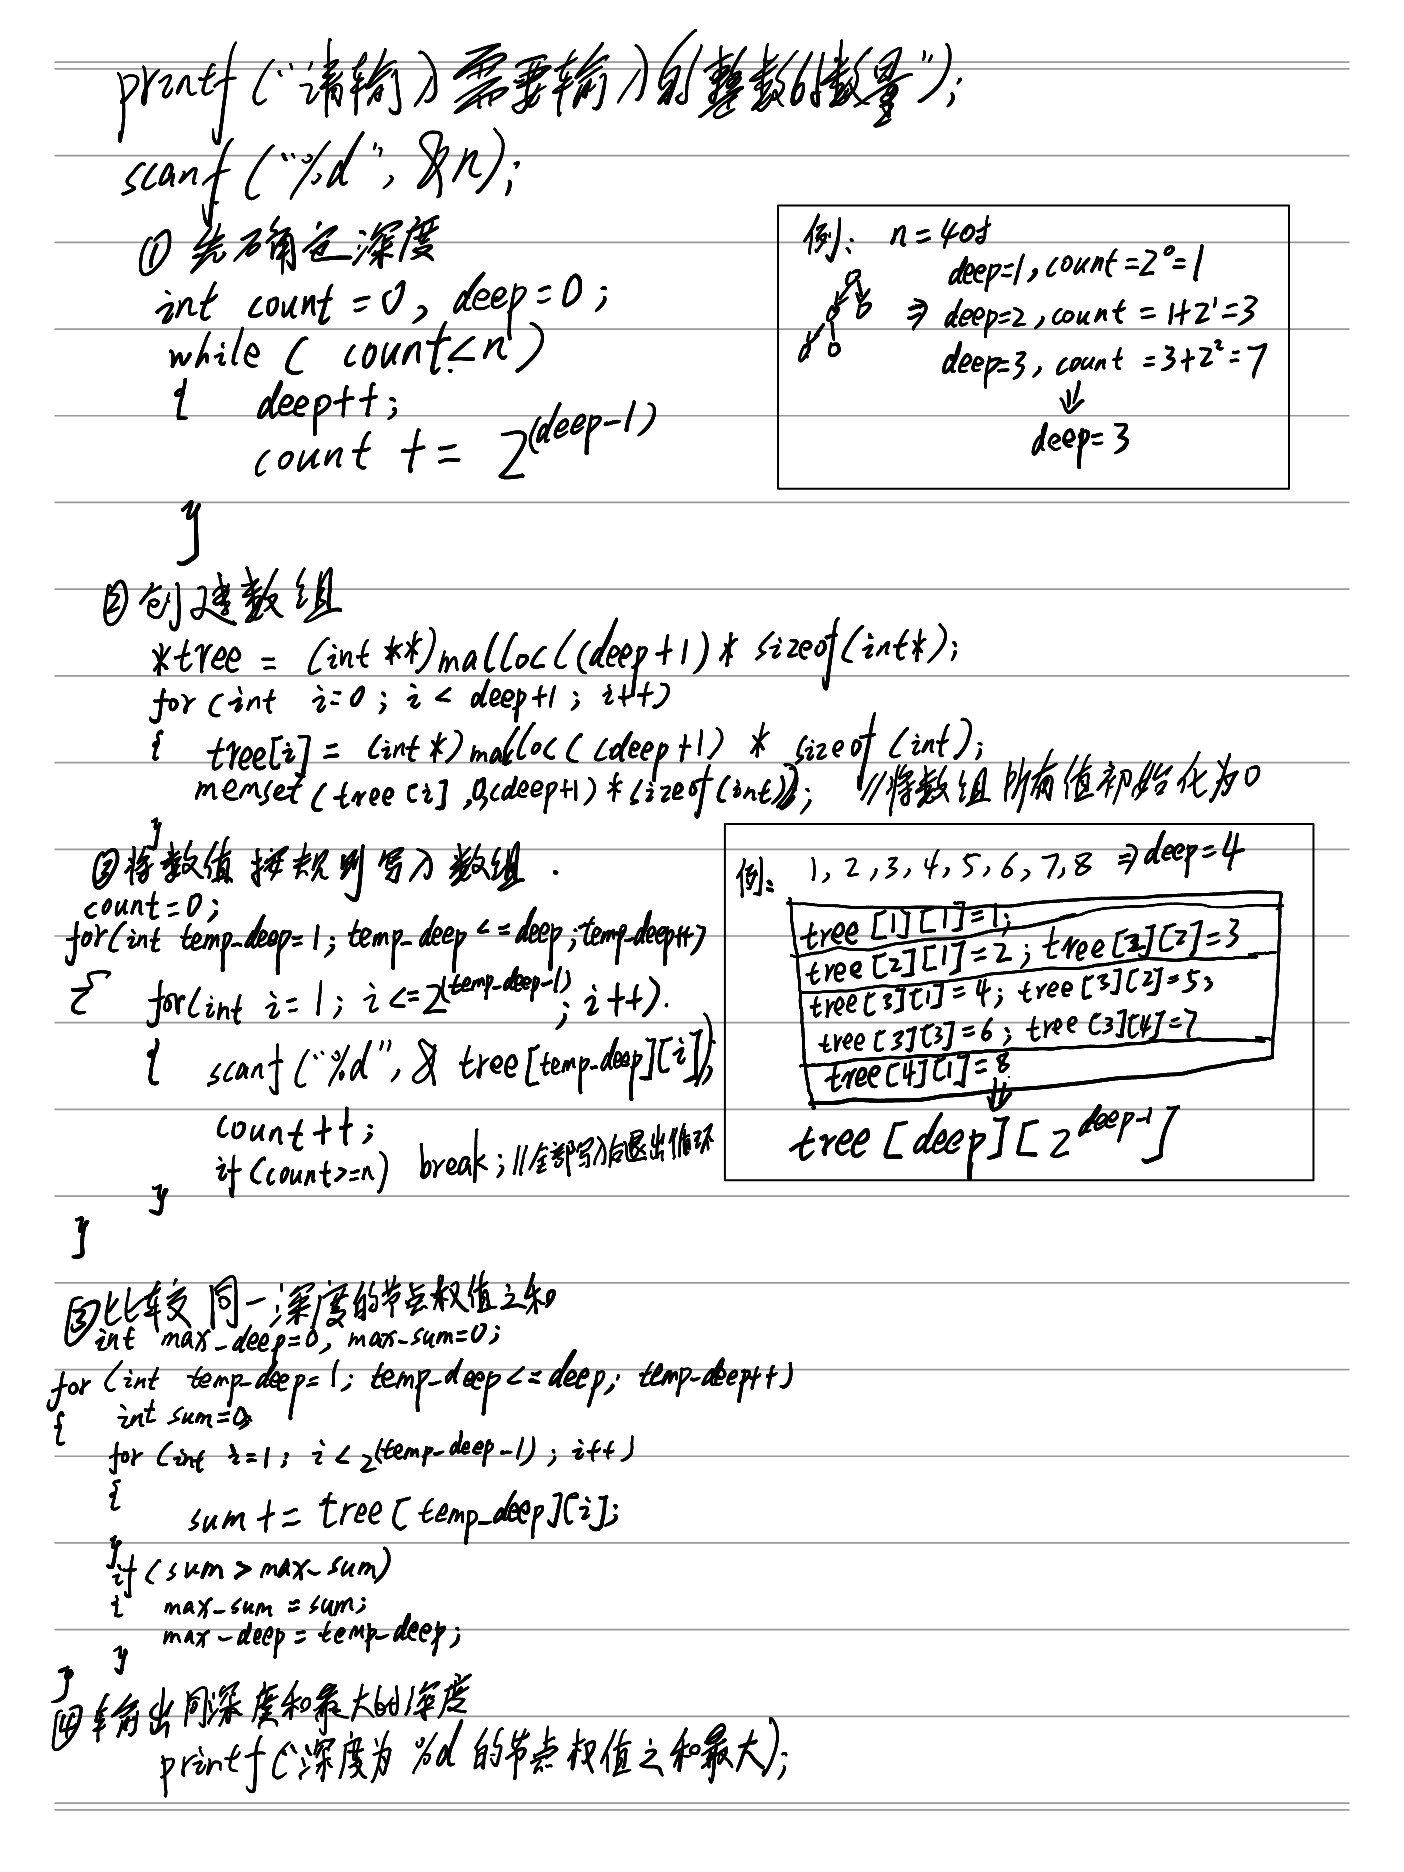 printf("请输入需要输入的整数的数量");
scanf("%d", &n);
①先确定深度
int count=0, deep=0;
while( count<n )
{ deep++;
count += 2^(deep-1)
}
例: n=4时
deep=1, count=2^0=1
⇒ deep=2, count = 1+2^1=3
deep=3, count =3+2^2=7
⇓
deep=3
②创建数组
*tree = (int **)malloc((deep+1)* sizeof(int*);
for(int i=0; i< deep+1; i++)
{ tree[i] = (int*)malloc((deep+1) * sizeof(int);
memset(tree[i],0,(deep+1)*sizeof(int)); //将数组所有值初始化为0
}
③将数值按规则写入数组.
count=0;
for(int temp_deep=1; temp_deep<=deep; temp_deep++)
{ for(int i=1; i<=2^(temp_deep-1); i++).
{ scanf("%d", & tree[temp_deep][i]);
count++;
if(count>=n) break; //全部写入后退出循环
}
}
例: 1, 2, 3, 4, 5, 6, 7, 8 ⇒deep=4
tree[1][1]=1;
tree[2][1]=2; tree[2][2]=3
tree[3][1]=4; tree[3][2]=5;
tree[3][3]=6; tree[3][4]=7
tree[4][1]=8
⇓
tree[deep][2^deep-1]
③比较同一深度的节点权值之和
int max_deep=0, max_sum=0;
for(int temp_deep=1; temp_deep<=deep; temp_deep++)
{ int sum=0;
for(int i=1; i<2^(temp_deep-1); i++)
{
sum += tree[temp_deep][i];
}
if(sum>max_sum)
{ max_sum=sum;
max_deep=temp_deep;
}
}
④输出同深度和最大的深度
printf("深度为%d的节点权值之和最大);